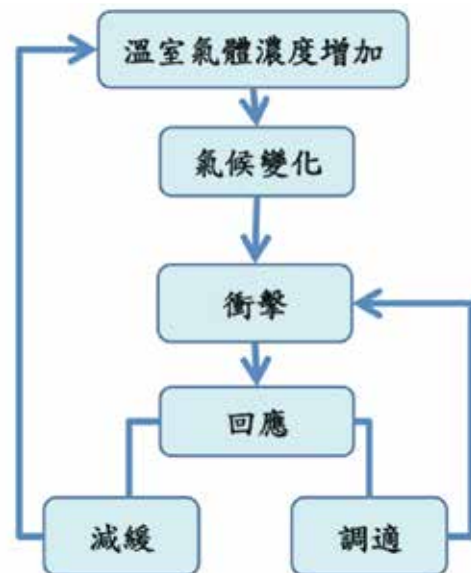 溫室氣體濃度增加
氣候變化
衝擊
回應
減緩
調適